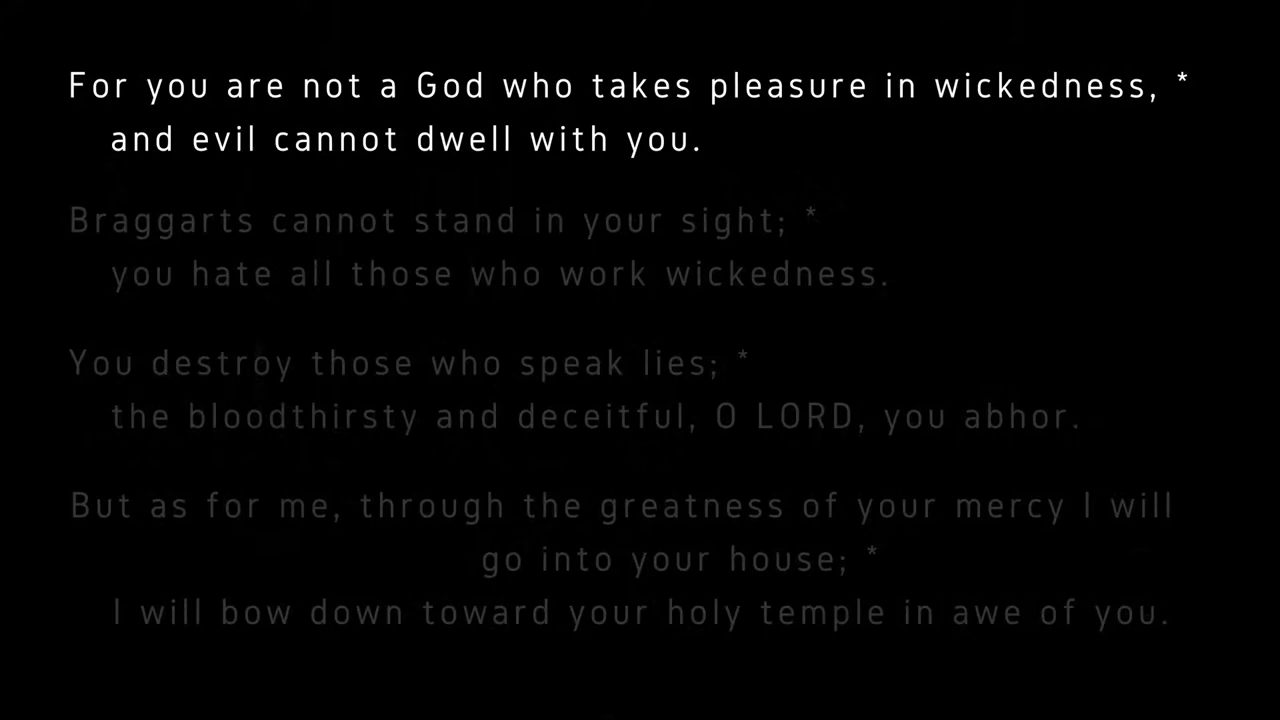 For you are not a God who takes pleasure in wickedness, *
and evil cannot dwell with you.
Braggarts cannot stand in your sight; *
you hate all those who work wickedness.
You destroy those who speak lies; *
the bloodthirsty and deceitful, O LORD, you abhor.
But as for me, through the greatness of your mercy I will
go into your house; *
I will bow down toward your holy temple in awe of you.